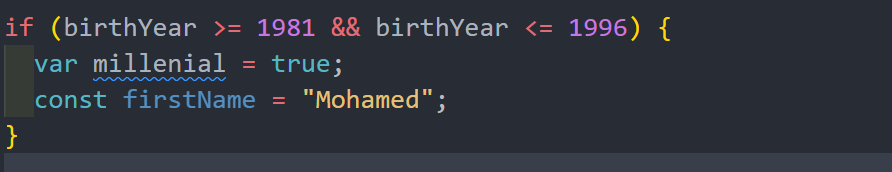 if (birthYear >= 1981 && birthYear <= 1996) {
var millenial = true;
const firstName = "Mohamed";
}